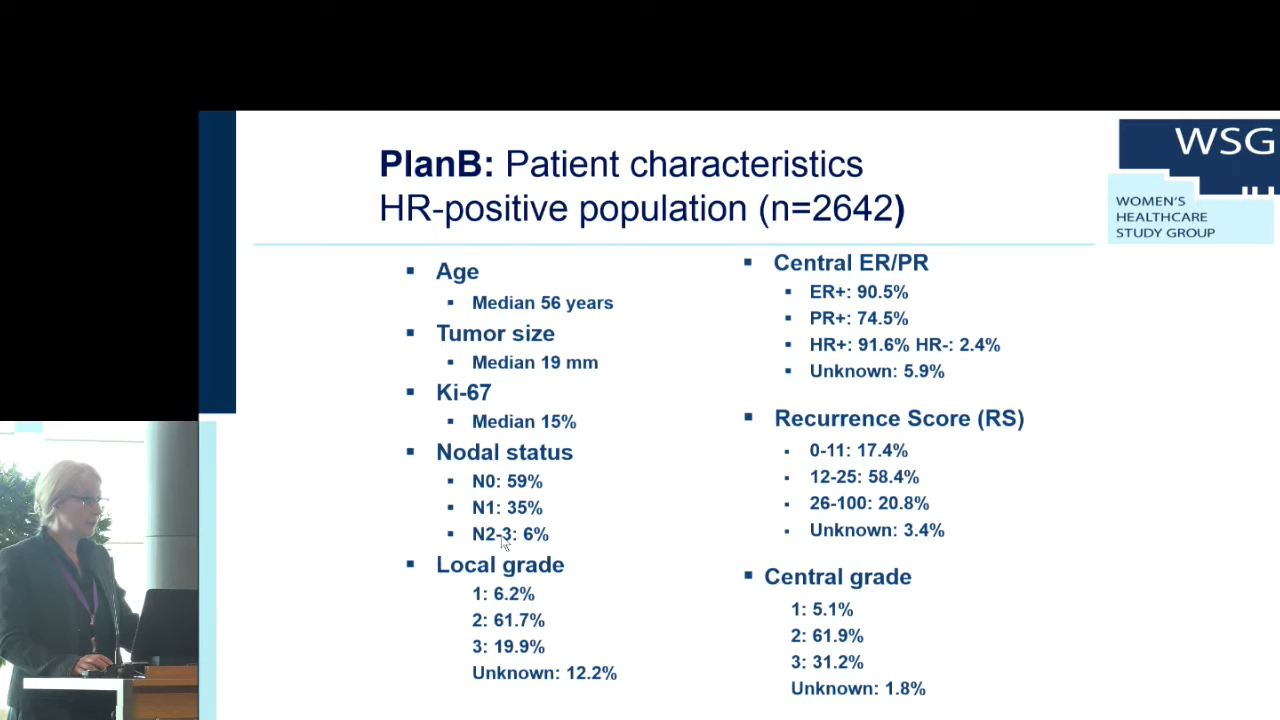 PlanB: Patient characteristics
HR-positive population (n=2642)
WSG
WOMEN'S
HEALTHCARE
STUDY GROUP
▪ Age
▪ Median 56 years
▪ Tumor size
▪ Median 19 mm
▪ Ki-67
▪ Median 15%
▪ Nodal status
▪ N0: 59%
▪ N1: 35%
▪ N2-3: 6%
▪ Local grade
1: 6.2%
2: 61.7%
3: 19.9%
Unknown: 12.2%
▪ Central ER/PR
▪ ER+: 90.5%
▪ PR+: 74.5%
▪ HR+: 91.6% HR-: 2.4%
▪ Unknown: 5.9%
▪ Recurrence Score (RS)
▪ 0-11: 17.4%
▪ 12-25: 58.4%
▪ 26-100: 20.8%
▪ Unknown: 3.4%
▪ Central grade
1: 5.1%
2: 61.9%
3: 31.2%
Unknown: 1.8%